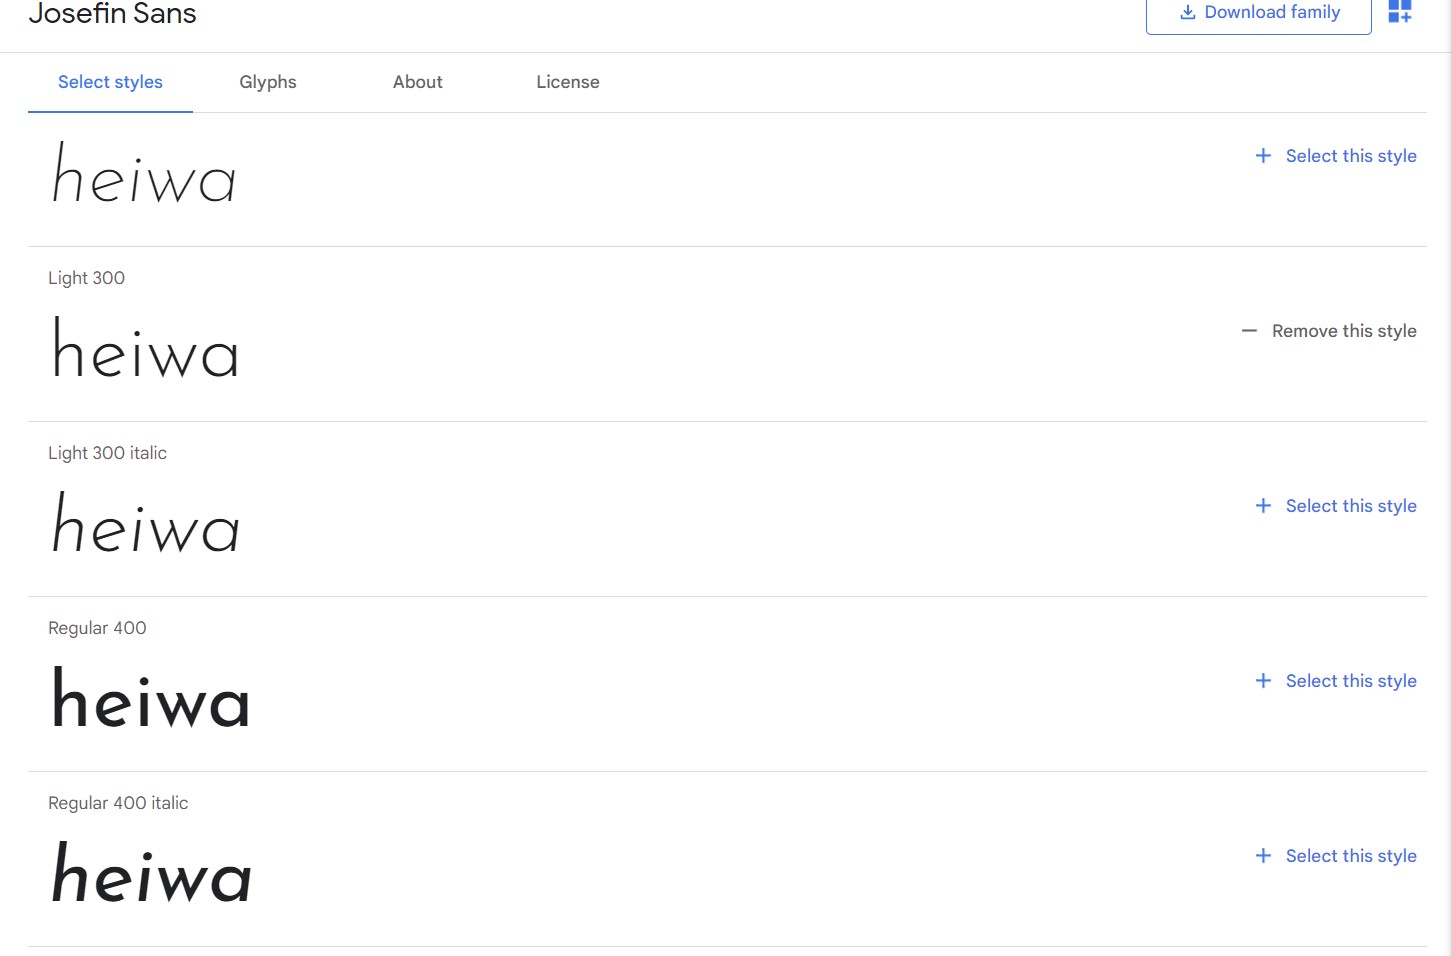 Josefin Sans
Download family
Select styles
Glyphs
About
License
heiwa
Select this style
Light 300
heiwa
Remove this style
Light 300 italic
heiwa
Select this style
Regular 400
heiwa
Select this style
Regular 400 italic
heiwa
Select this style